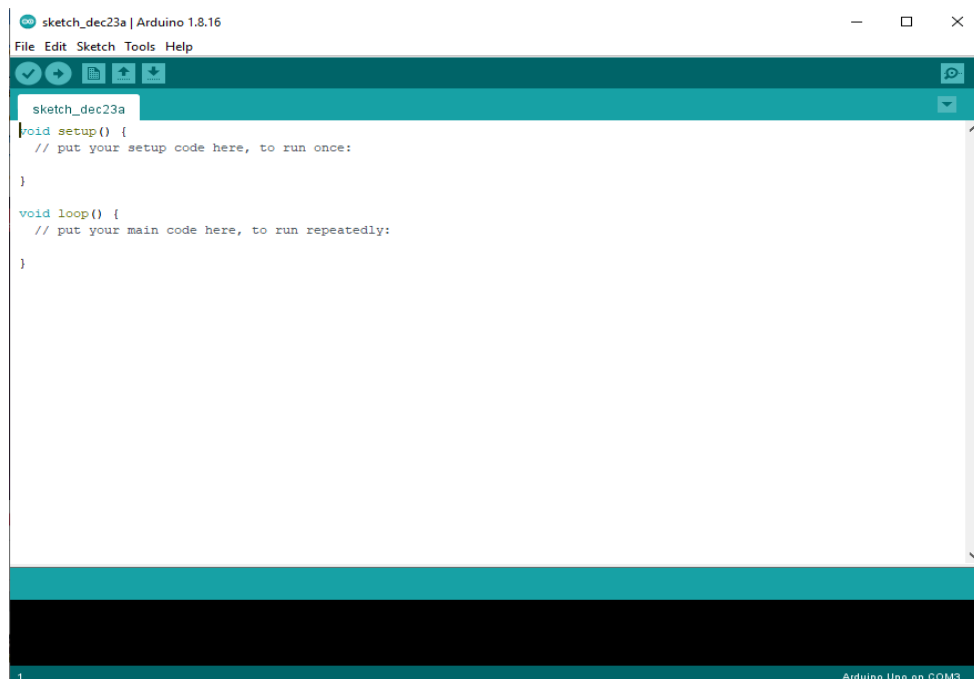 sketch_dec23a | Arduino 1.8.16
File Edit Sketch Tools Help
sketch_dec23a
void setup() {
  // put your setup code here, to run once:
}
void loop() {
  // put your main code here, to run repeatedly:
}
1
Arduino Uno on COM3